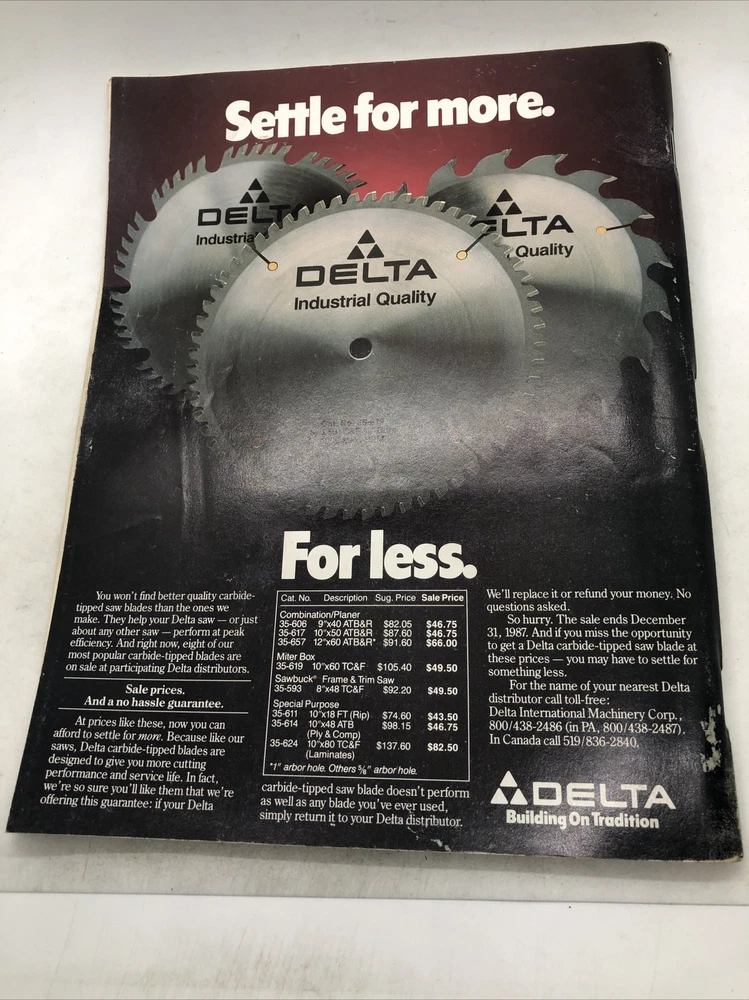 Settle for more.
DELT
Industria
ELTA
Quality
DELTA
Industrial Quality
For less.
You won't find better quality carbide-
tipped saw blades than the ones we
make. They help your Delta saw — or just
about any other saw — perform at peak
efficiency. And right now, eight of our
most popular carbide-tipped blades are
on sale at participating Delta distributors.
Sale prices.
And a no hassle guarantee.
At prices like these, now you can
afford to settle for more. Because like our
saws, Delta carbide-tipped blades are
designed to give you more cutting
performance and service life. In fact,
we're so sure you'll like them that we're
offering this guarantee: if your Delta
Cat. No. Description Sug. Price Sale Price
Combination/Planer
35-606 9"x40 ATB&R $82.05 $46.75
35-617 10"x50 ATB&R $87.60 $46.75
35-657 12"x60 ATB&R* $91.60 $66.00
Miter Box
35-619 10"x60 TC&F $105.40 $49.50
Sawbuck® Frame & Trim Saw
35-593 8"x48 TC&F $92.20 $49.50
Special Purpose
35-611 10"x18 FT (Rip) $74.60 $43.50
35-614 10"x48 ATB $98.15 $46.75
(Ply & Comp)
35-624 10"x80 TC&F $137.60 $82.50
(Laminates)
*1" arbor hole. Others 5/8" arbor hole.
carbide-tipped saw blade doesn't perform
as well as any blade you've ever used,
simply return it to your Delta distributor.
We'll replace it or refund your money. No
questions asked.
So hurry. The sale ends December
31, 1987. And if you miss the opportunity
to get a Delta carbide-tipped saw blade at
these prices — you may have to settle for
something less.
For the name of your nearest Delta
distributor call toll-free:
Delta International Machinery Corp.,
800/438-2486 (in PA, 800/438-2487).
In Canada call 519/836-2840.
DELTA
Building On Tradition